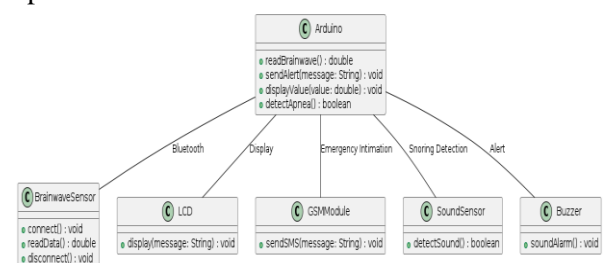 C Arduino
readBrainwave() : double
sendAlert(message: String) : void
displayValue(value: double) : void
detectApnea() : boolean
Bluetooth
Display
Emergency Intimation
Snoring Detection
Alert
C BrainwaveSensor
connect() : void
readData() : double
disconnect() : void
C LCD
display(message: String) : void
C GSMModule
sendSMS(message: String) : void
C SoundSensor
detectSound() : boolean
C Buzzer
soundAlarm() : void